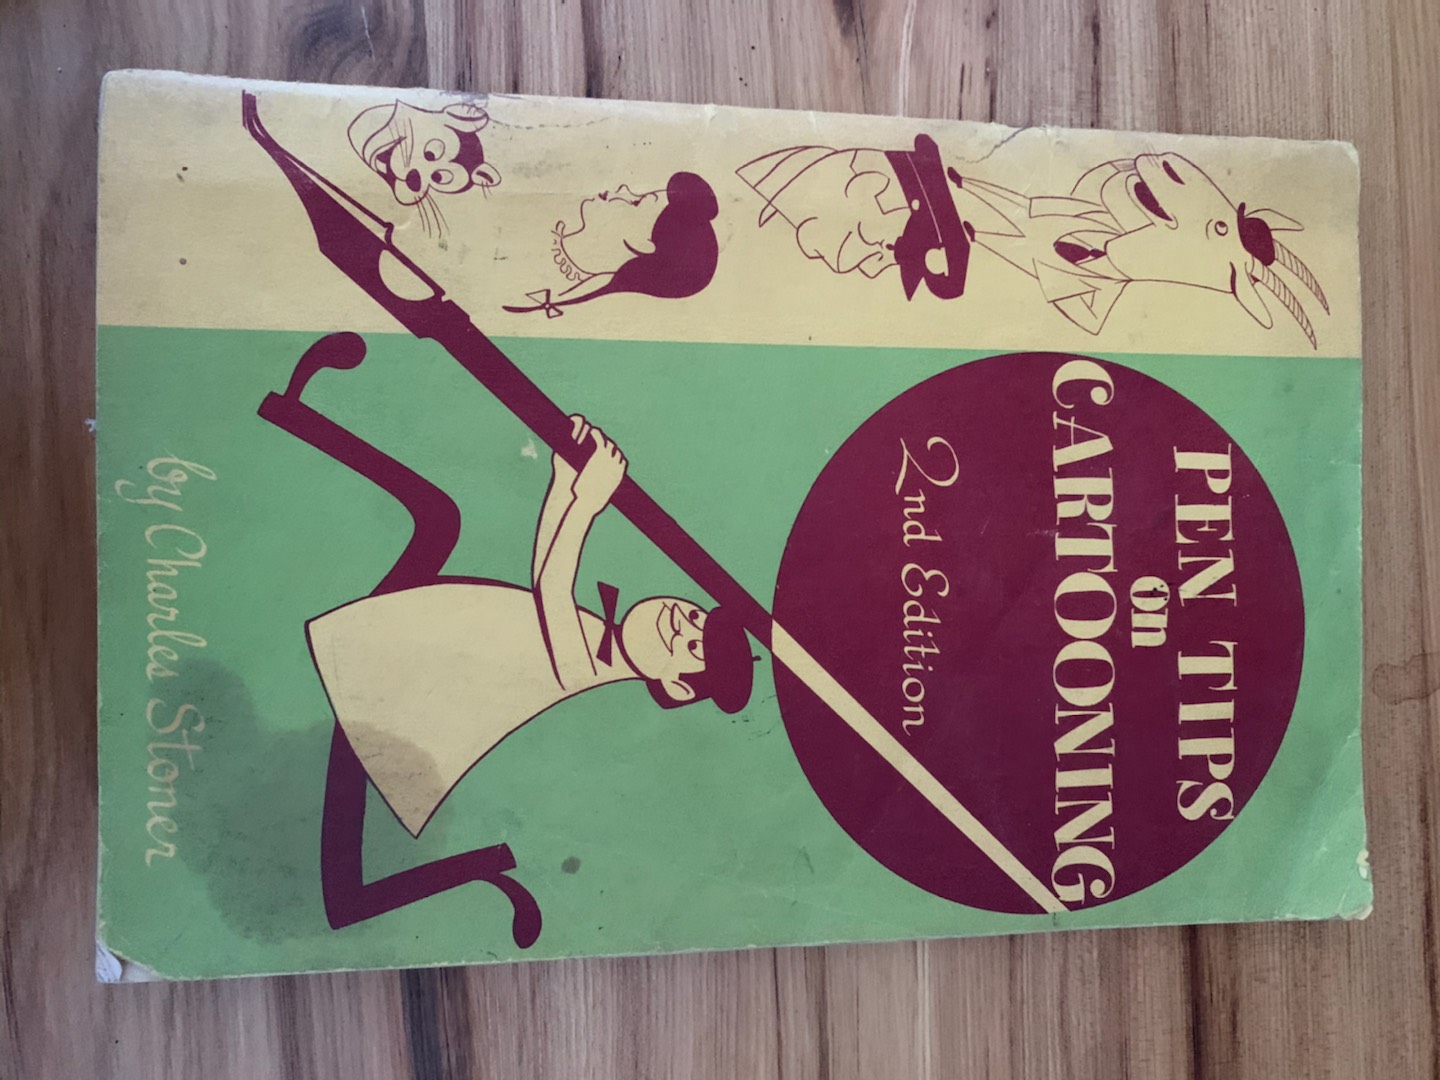 PEN TIPS
on
CARTOONING
2nd Edition
by Charles Stoner